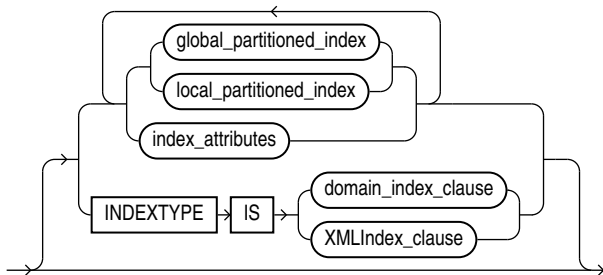 global_partitioned_index
local_partitioned_index
index_attributes
domain_index_clause
INDEXTYPE IS
XMLIndex_clause